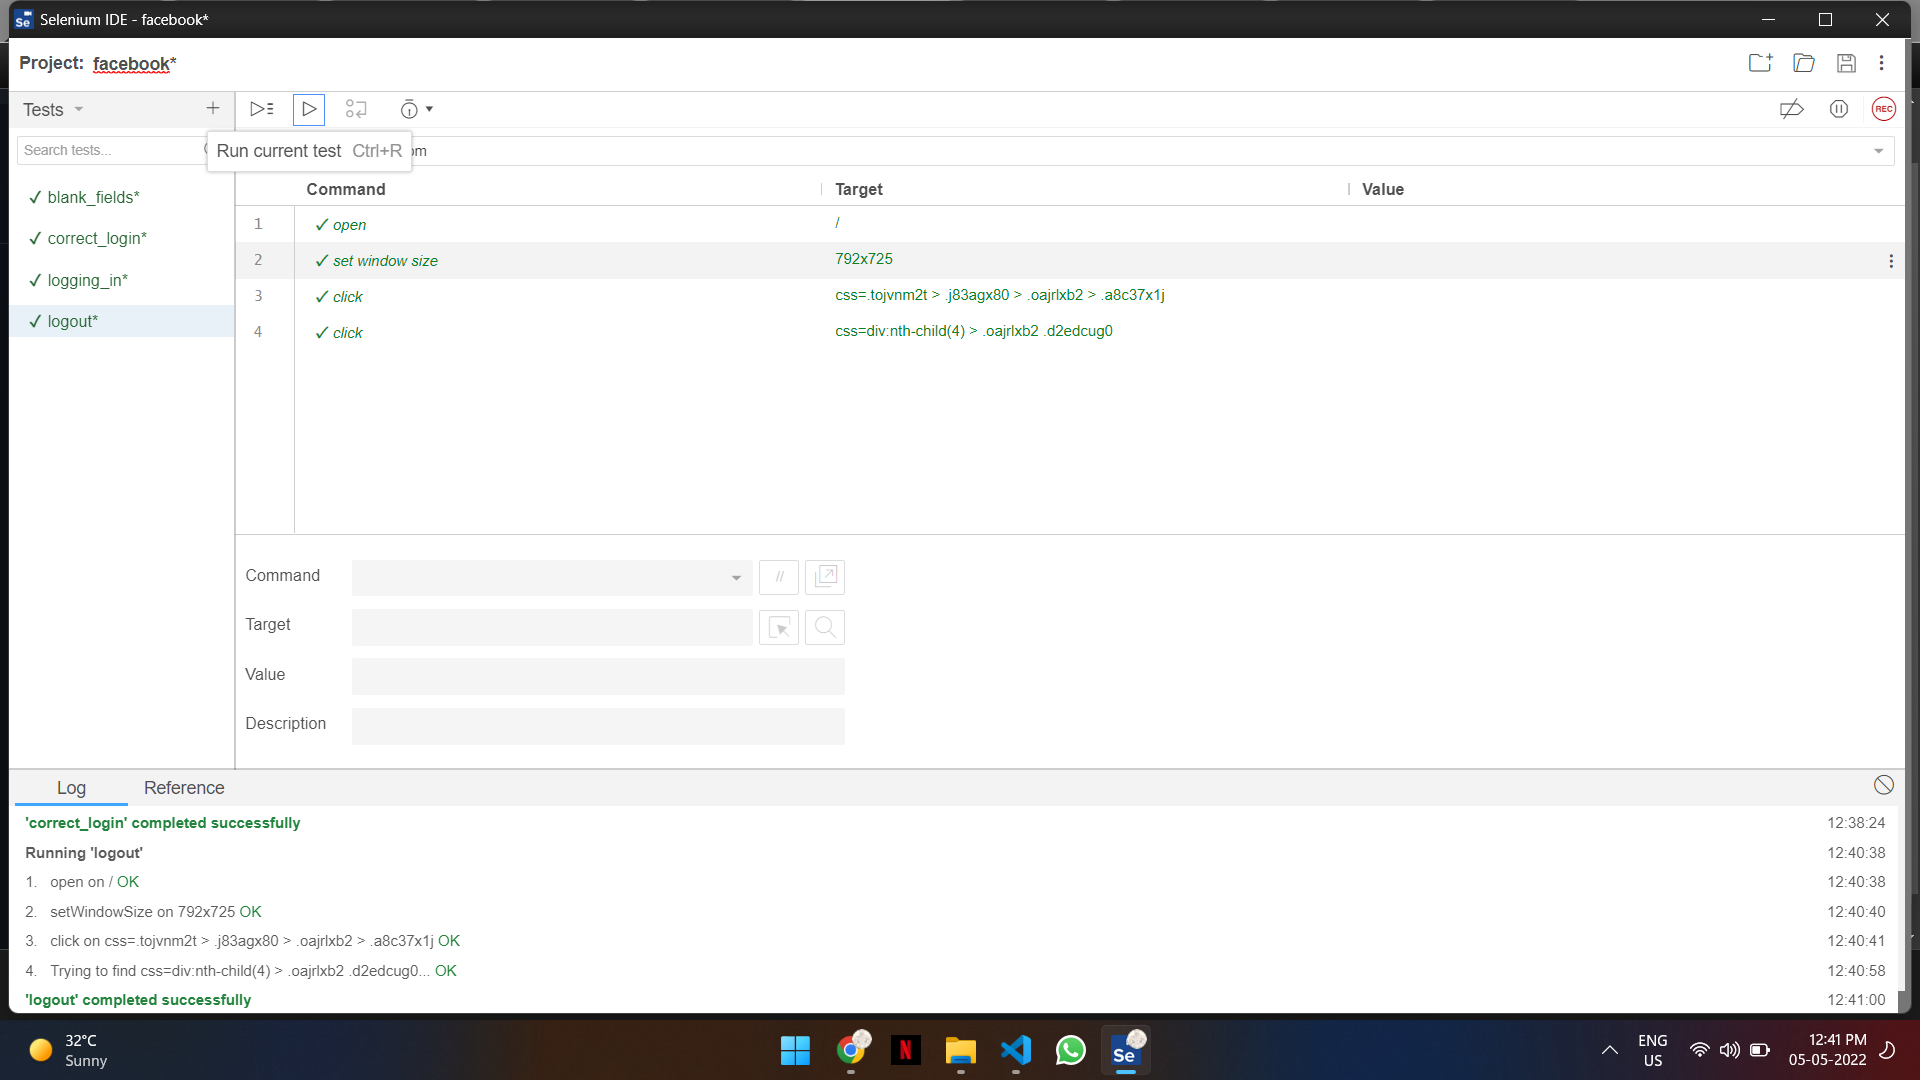 Selenium IDE - facebook*
Project: facebook*
Tests
Run current test Ctrl+R
Search tests...
om
Command Target Value
blank_fields*
correct_login*
logging_in*
logout*
1 open /
2 set window size 792x725
3 click css=.tojvnm2t > .j83agx80 > .oajrlxb2 > .a8c37x1j
4 click css=div:nth-child(4) > .oajrlxb2 .d2edcug0
REC
Command //
Target
Value
Description
Log Reference
'correct_login' completed successfully 12:38:24
Running 'logout' 12:40:38
1. open on / OK 12:40:38
2. setWindowSize on 792x725 OK 12:40:40
3. click on css=.tojvnm2t > .j83agx80 > .oajrlxb2 > .a8c37x1j OK 12:40:41
4. Trying to find css=div:nth-child(4) > .oajrlxb2 .d2edcug0... OK 12:40:58
'logout' completed successfully 12:41:00
32°C
Sunny
N
Se
ENG
US
12:41 PM
05-05-2022